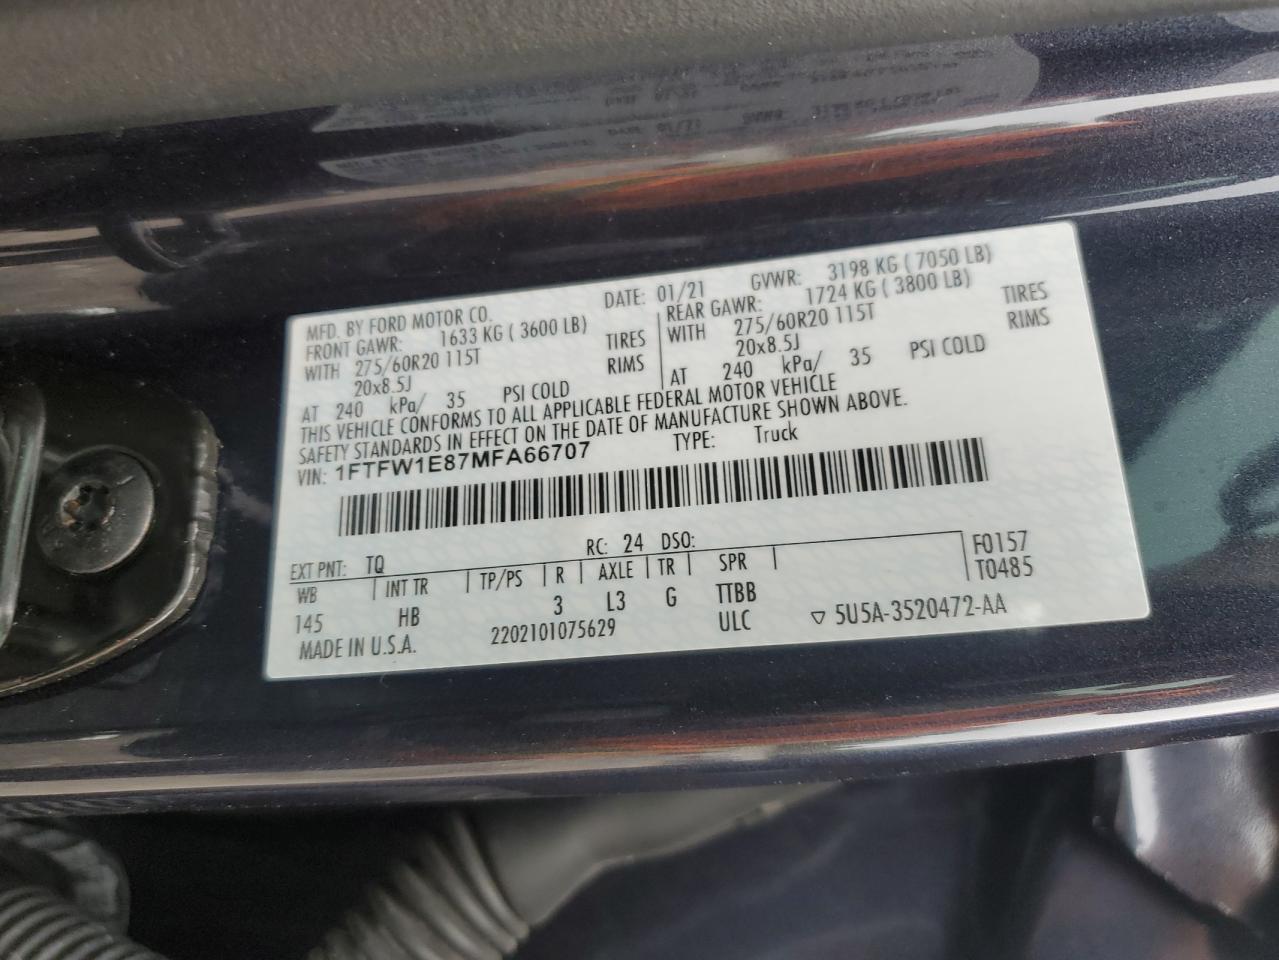 MFD. BY FORD MOTOR CO. DATE: 01/21 GVWR: 3198 KG ( 7050 LB)
FRONT GAWR: 1633 KG ( 3600 LB) REAR GAWR: 1724 KG ( 3800 LB)
WITH 275/60R20 115T TIRES WITH 275/60R20 115T TIRES
20x8.5J RIMS 20x8.5J RIMS
AT 240 kPa/ 35 PSI COLD AT 240 kPa/ 35 PSI COLD
THIS VEHICLE CONFORMS TO ALL APPLICABLE FEDERAL MOTOR VEHICLE
SAFETY STANDARDS IN EFFECT ON THE DATE OF MANUFACTURE SHOWN ABOVE.
VIN: 1FTFW1E87MFA66707 TYPE: Truck
EXT PNT: TQ RC: 24 DSO: F0157
WB INT TR TP/PS R AXLE TR SPR T0485
145 HB 3 L3 G TTBB
MADE IN U.S.A. 2202101075629 ULC ▽ 5U5A-3520472-AA